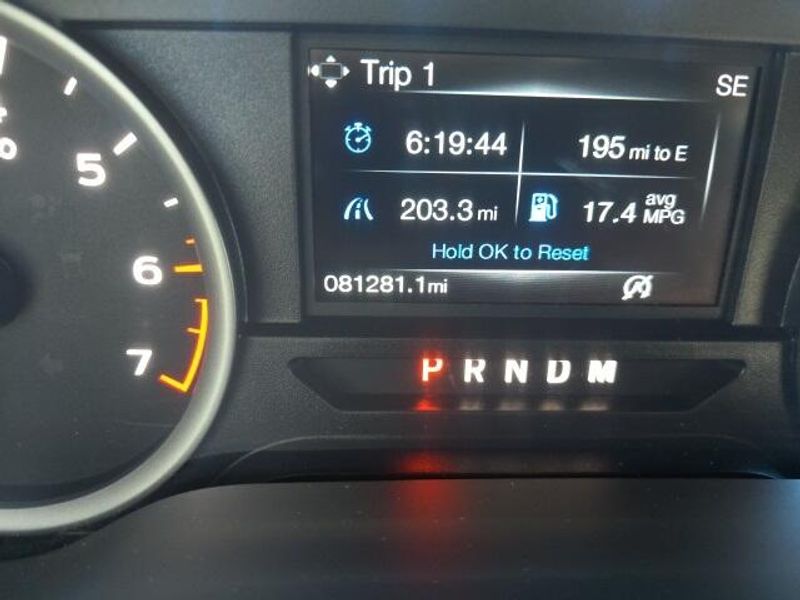 Trip 1
SE
6:19:44
195 mi to E
203.3 mi
17.4 avg MPG
Hold OK to Reset
081281.1mi
5
6
7
P R N D M